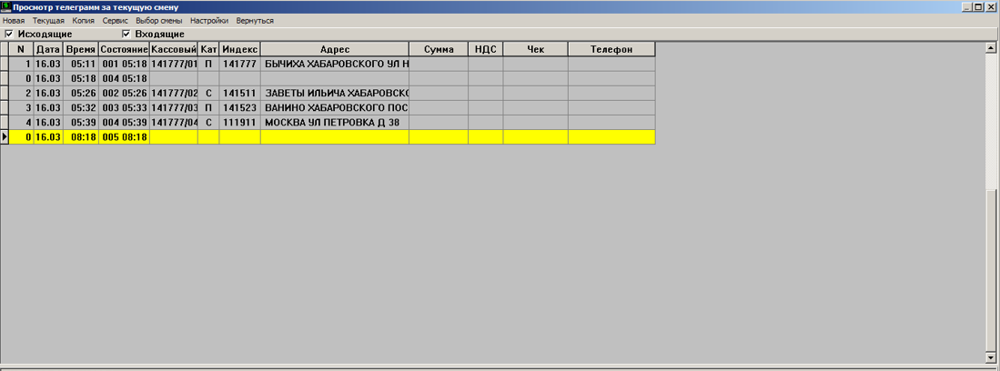 Просмотр телеграмм за текущую смену
Новая Текущая Копия Сервис Выбор смены Настройки Вернуться
Исходящие Входящие
N Дата Время Состояние Кассовый Кат Индекс Адрес Сумма НДС Чек Телефон
1 16.03 05:11 001 05:18 141777/01 П 141777 БЫЧИХА ХАБАРОВСКОГО УЛ Н
0 16.03 05:18 004 05:18
2 16.03 05:26 002 05:26 141777/02 С 141511 ЗАВЕТЫ ИЛЬИЧА ХАБАРОВСКО
3 16.03 05:32 003 05:33 141777/03 П 141523 ВАНИНО ХАБАРОВСКОГО ПОС
4 16.03 05:39 004 05:39 141777/04 С 111911 МОСКВА УЛ ПЕТРОВКА Д 38
0 16.03 08:18 005 08:18